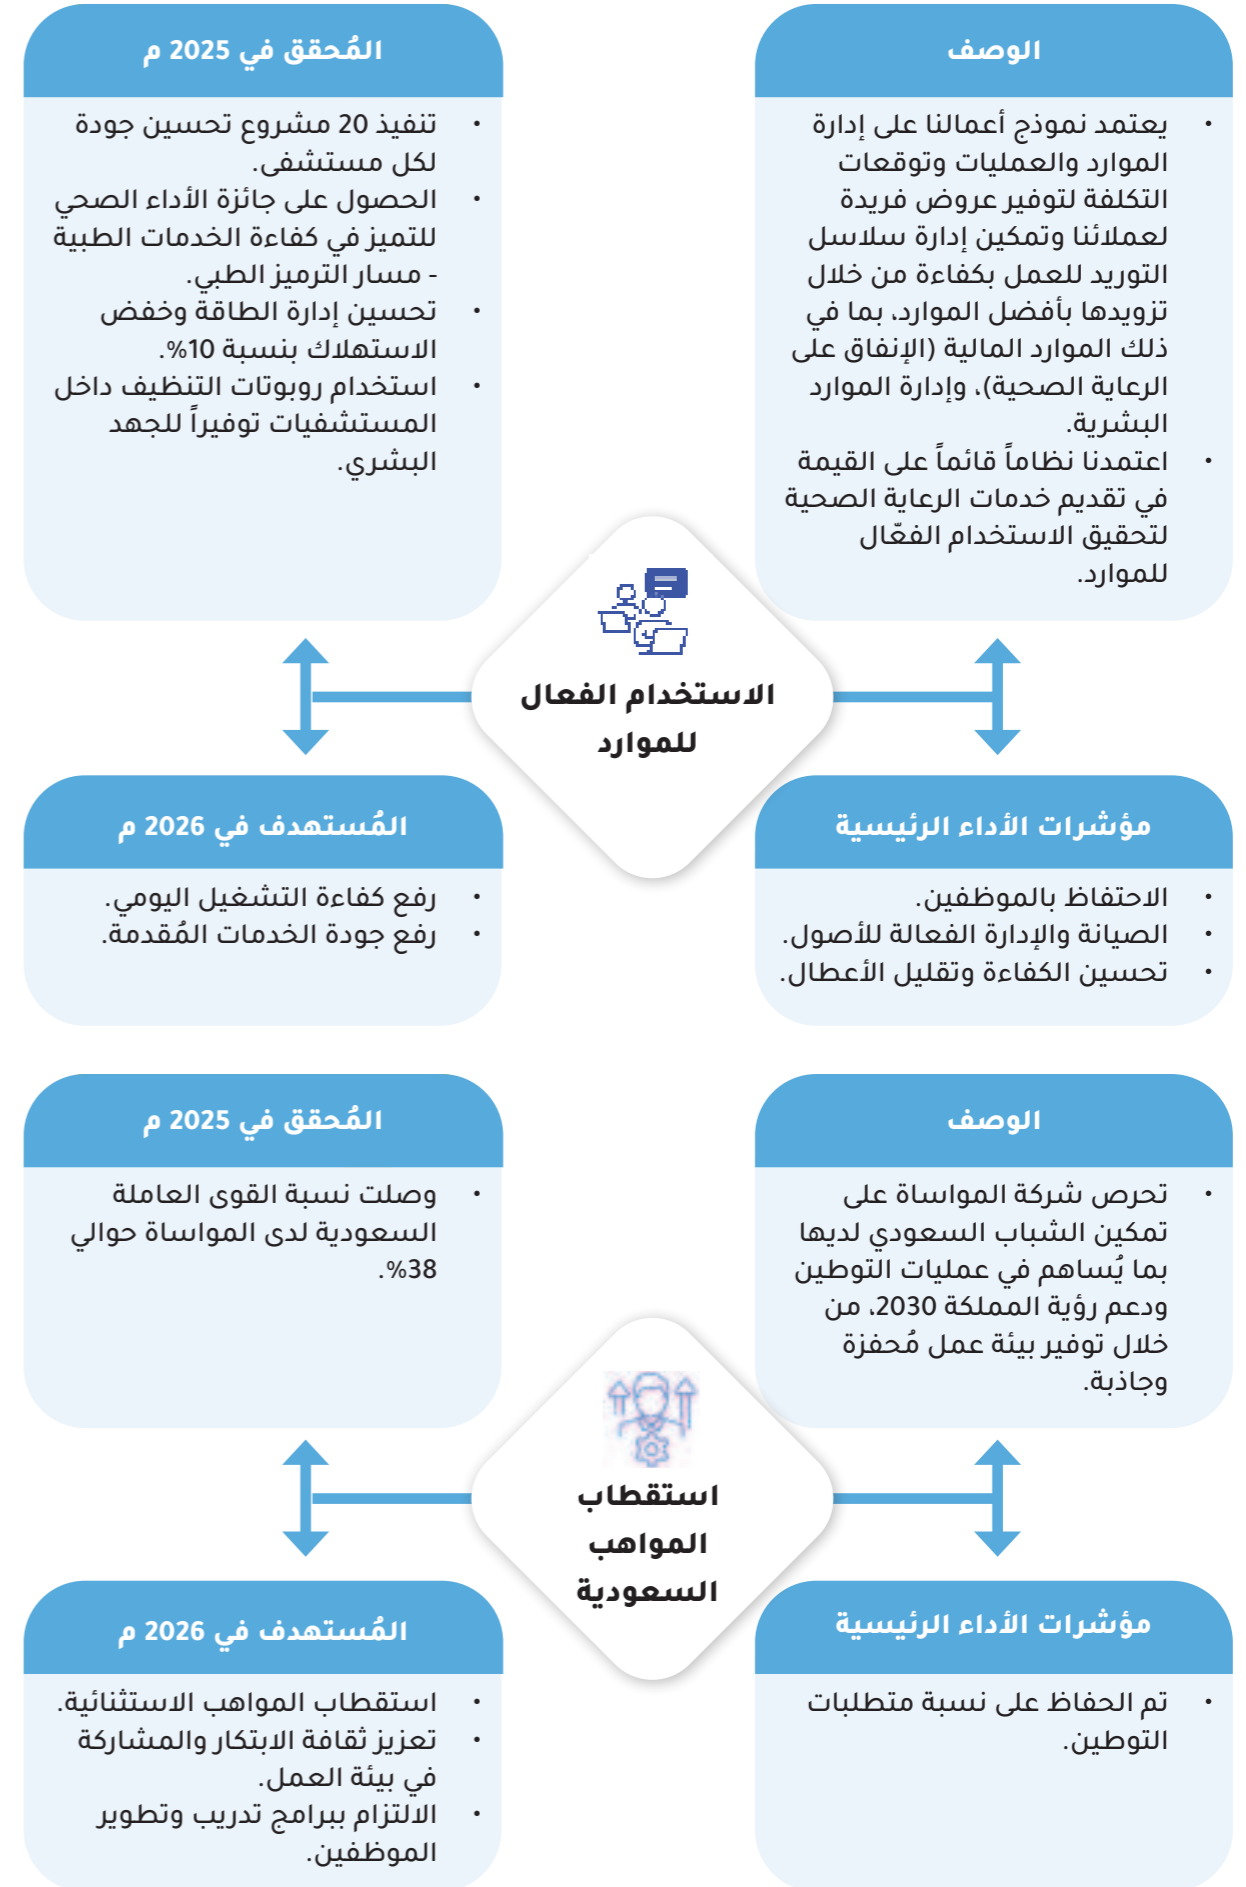 الوصف
• يعتمد نموذج أعمالنا على إدارة
الموارد والعمليات وتوقعات
التكلفة لتوفير عروض فريدة
لعملائنا وتمكين إدارة سلاسل
التوريد للعمل بكفاءة من خلال
تزويدها بأفضل الموارد، بما في
ذلك الموارد المالية (الإنفاق على
الرعاية الصحية)، وإدارة الموارد
البشرية.
• اعتمدنا نظاماً قائماً على القيمة
في تقديم خدمات الرعاية الصحية
لتحقيق الاستخدام الفعّال
للموارد.
المُحقق في 2025 م
• تنفيذ 20 مشروع تحسين جودة
لكل مستشفى.
• الحصول على جائزة الأداء الصحي
للتميز في كفاءة الخدمات الطبية
- مسار الترميز الطبي.
• تحسين إدارة الطاقة وخفض
الاستهلاك بنسبة 10%.
• استخدام روبوتات التنظيف داخل
المستشفيات توفيراً للجهد
البشري.
الاستخدام الفعال
للموارد
مؤشرات الأداء الرئيسية
• الاحتفاظ بالموظفين.
• الصيانة والإدارة الفعالة للأصول.
• تحسين الكفاءة وتقليل الأعطال.
المُستهدف في 2026 م
• رفع كفاءة التشغيل اليومي.
• رفع جودة الخدمات المُقدمة.
الوصف
• تحرص شركة المواساة على
تمكين الشباب السعودي لديها
بما يُساهم في عمليات التوطين
ودعم رؤية المملكة 2030، من
خلال توفير بيئة عمل مُحفزة
وجاذبة.
المُحقق في 2025 م
• وصلت نسبة القوى العاملة
السعودية لدى المواساة حوالي
38%.
استقطاب
المواهب
السعودية
مؤشرات الأداء الرئيسية
• تم الحفاظ على نسبة متطلبات
التوطين.
المُستهدف في 2026 م
• استقطاب المواهب الاستثنائية.
• تعزيز ثقافة الابتكار والمشاركة
في بيئة العمل.
• الالتزام ببرامج تدريب وتطوير
الموظفين.